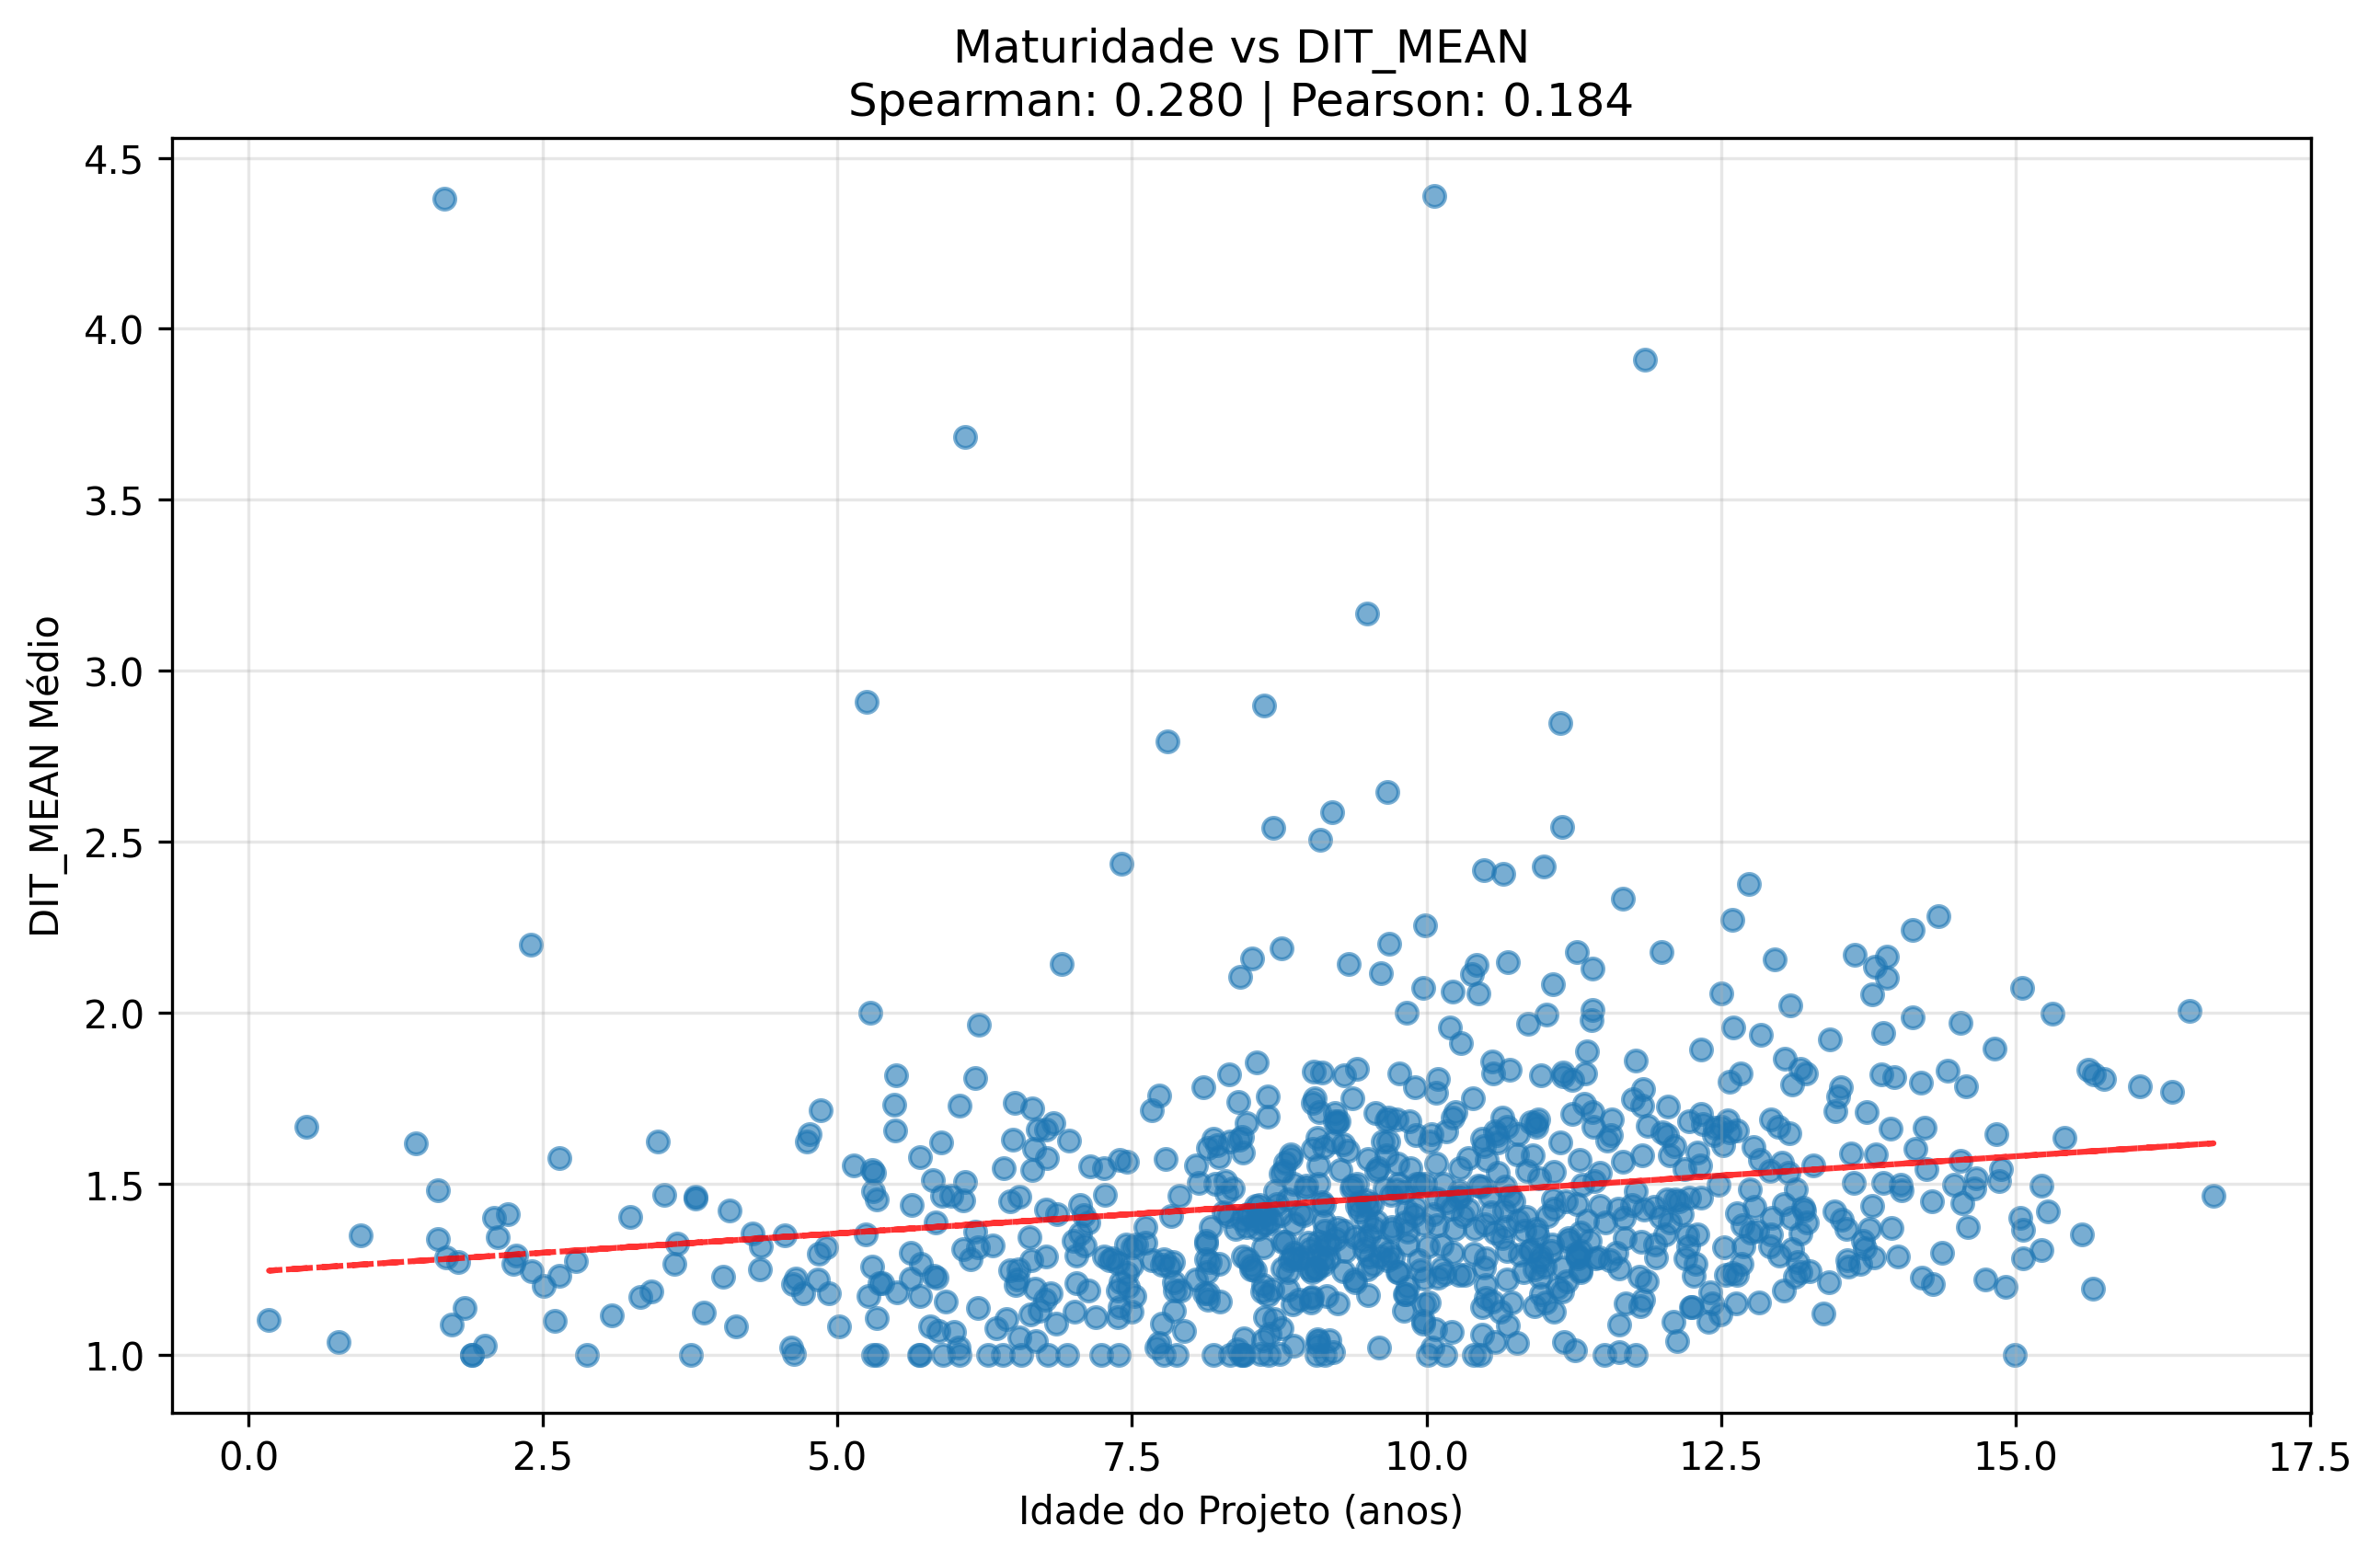 Maturidade vs DIT_MEAN
Spearman: 0.280 | Pearson: 0.184
4.5
4.0
3.5
3.0
2.5
2.0
1.5
1.0
DIT_MEAN Médio
0.0 2.5 5.0 7.5 10.0 12.5 15.0 17.5
Idade do Projeto (anos)